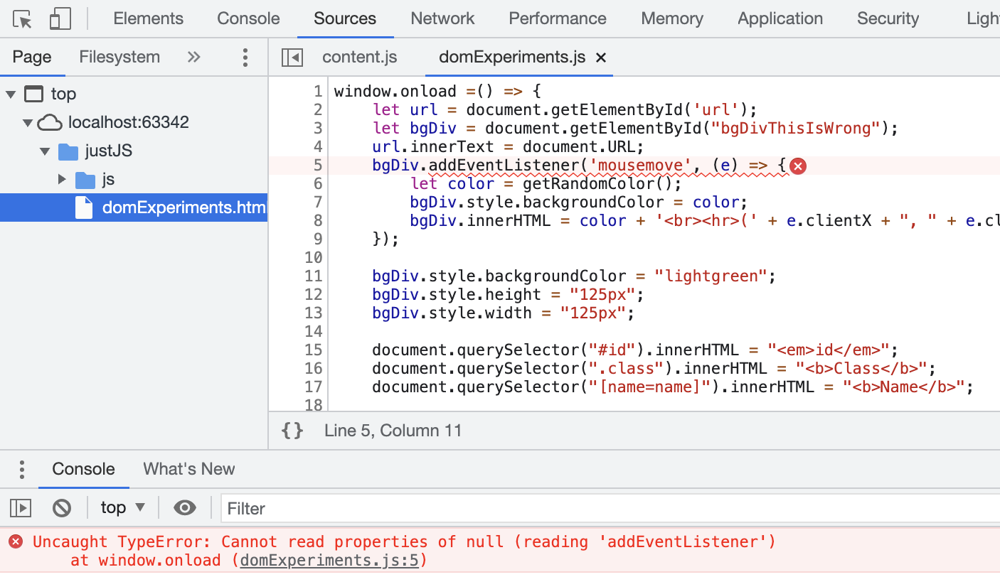 Elements Console Sources Network Performance Memory Application Security Ligh
Page Filesystem »
content.js domExperiments.js ×
top
localhost:63342
justJS
js
domExperiments.htm
1 window.onload =() => {
2 let url = document.getElementById('url');
3 let bgDiv = document.getElementById("bgDivThisIsWrong");
4 url.innerText = document.URL;
5 bgDiv.addEventListener('mousemove', (e) => {
6 let color = getRandomColor();
7 bgDiv.style.backgroundColor = color;
8 bgDiv.innerHTML = color + '<br><hr>(' + e.clientX + ", " + e.cl
9 });
10
11 bgDiv.style.backgroundColor = "lightgreen";
12 bgDiv.style.height = "125px";
13 bgDiv.style.width = "125px";
14
15 document.querySelector("#id").innerHTML = "<em>id</em>";
16 document.querySelector(".class").innerHTML = "<b>Class</b>";
17 document.querySelector("[name=name]").innerHTML = "<b>Name</b>";
18
{} Line 5, Column 11
Console What's New
top Filter
Uncaught TypeError: Cannot read properties of null (reading 'addEventListener')
at window.onload (domExperiments.js:5)